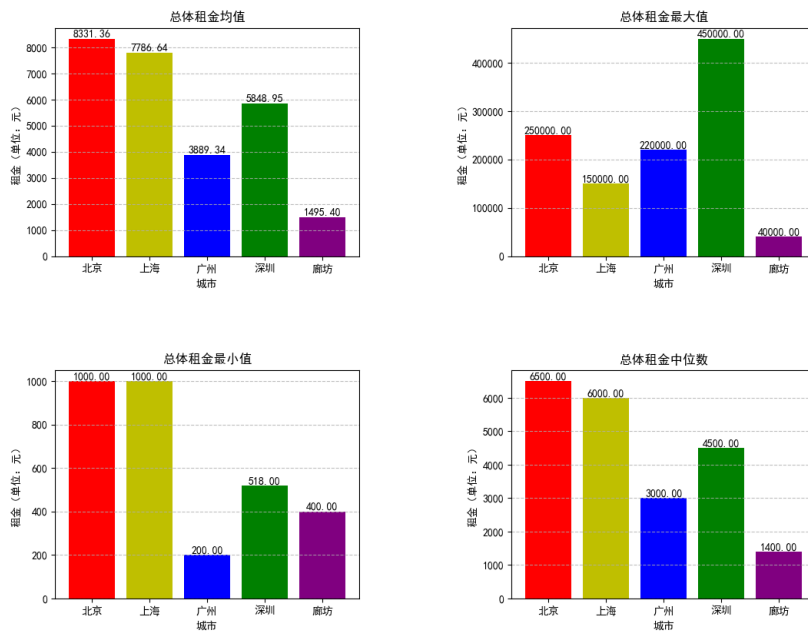 总体租金均值
8331.36
7786.64
3889.34
5848.95
1495.40
8000
7000
6000
5000
4000
3000
2000
1000
0
租金（单位：元）
北京 上海 广州 深圳 廊坊
城市
总体租金最大值
250000.00
150000.00
220000.00
450000.00
40000.00
400000
300000
200000
100000
0
租金（单位：元）
北京 上海 广州 深圳 廊坊
城市
总体租金最小值
1000.00
1000.00
200.00
518.00
400.00
1000
800
600
400
200
0
租金（单位：元）
北京 上海 广州 深圳 廊坊
城市
总体租金中位数
6500.00
6000.00
3000.00
4500.00
1400.00
6000
5000
4000
3000
2000
1000
0
租金（单位：元）
北京 上海 广州 深圳 廊坊
城市